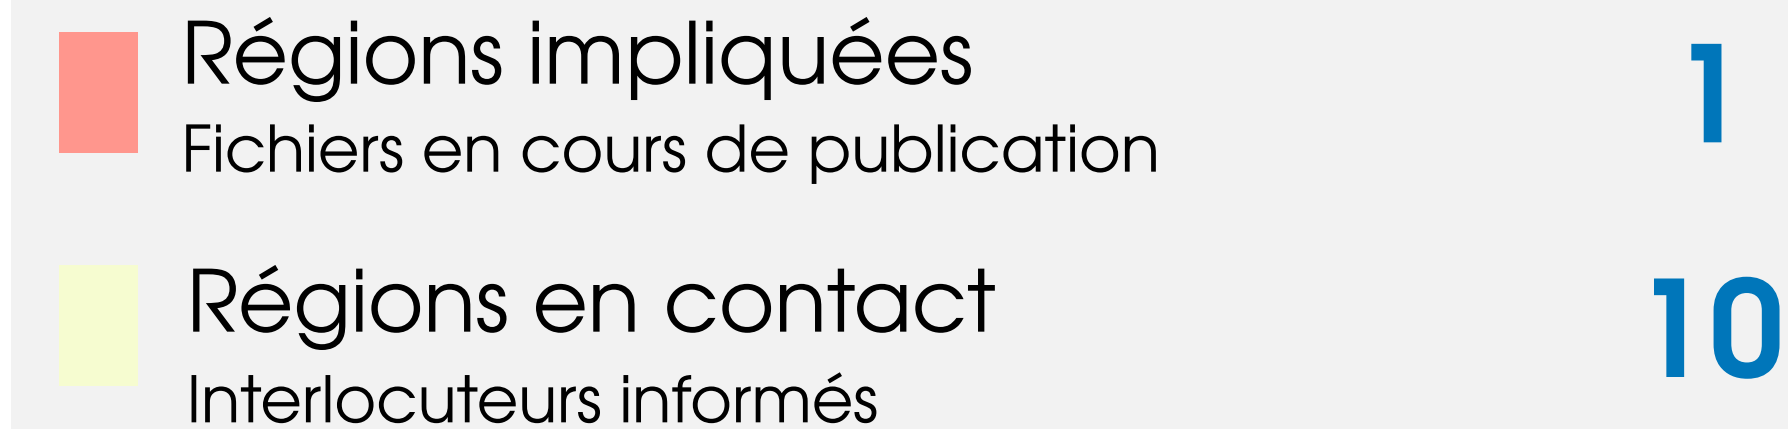 Régions impliquées 1
Fichiers en cours de publication
Régions en contact 10
Interlocuteurs informés